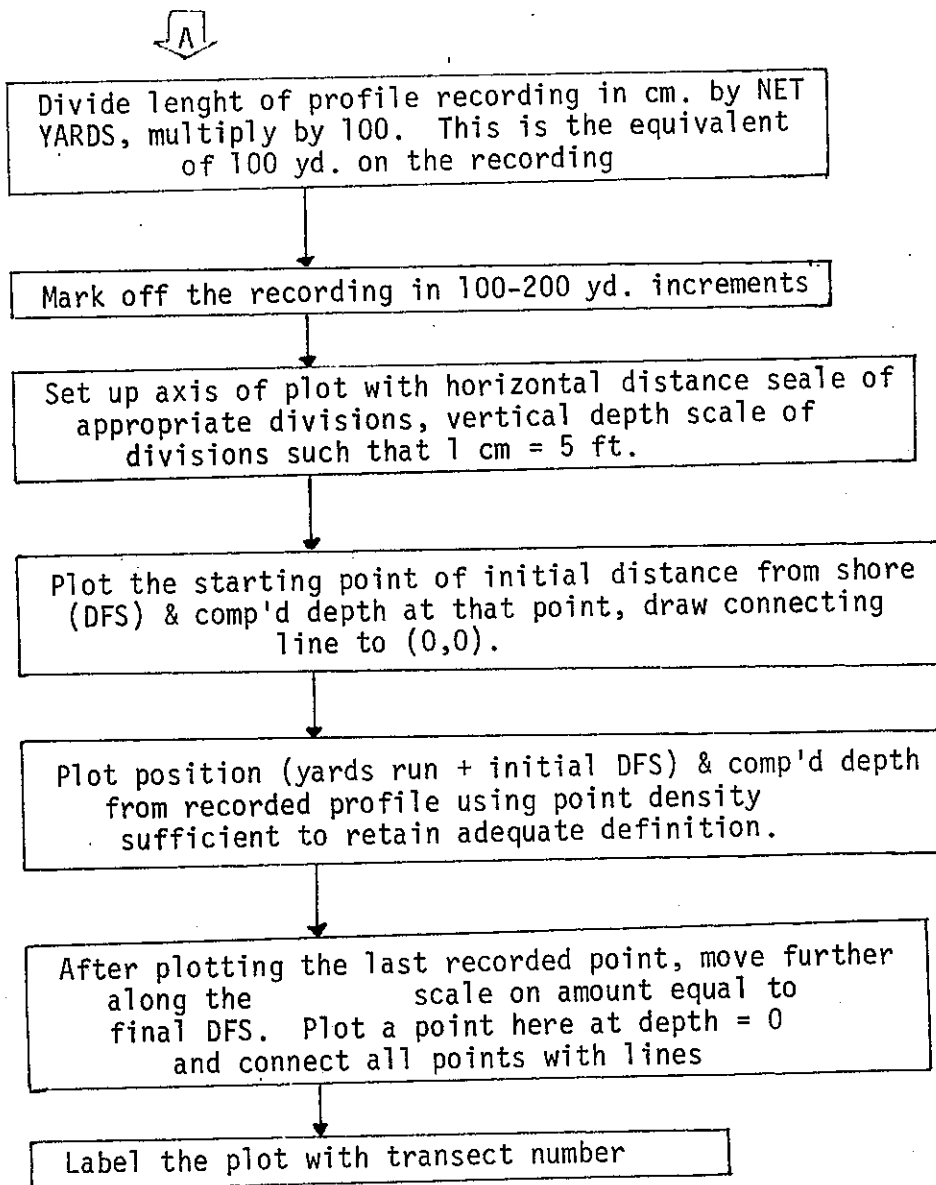 A
Divide lenght of profile recording in cm. by NET
YARDS, multiply by 100. This is the equivalent
of 100 yd. on the recording
Mark off the recording in 100-200 yd. increments
Set up axis of plot with horizontal distance seale of
appropriate divisions, vertical depth scale of
divisions such that 1 cm = 5 ft.
Plot the starting point of initial distance from shore
(DFS) & comp'd depth at that point, draw connecting
line to (0,0).
Plot position (yards run + initial DFS) & comp'd depth
from recorded profile using point density
sufficient to retain adequate definition.
After plotting the last recorded point, move further
along the scale on amount equal to
final DFS. Plot a point here at depth = 0
and connect all points with lines
Label the plot with transect number